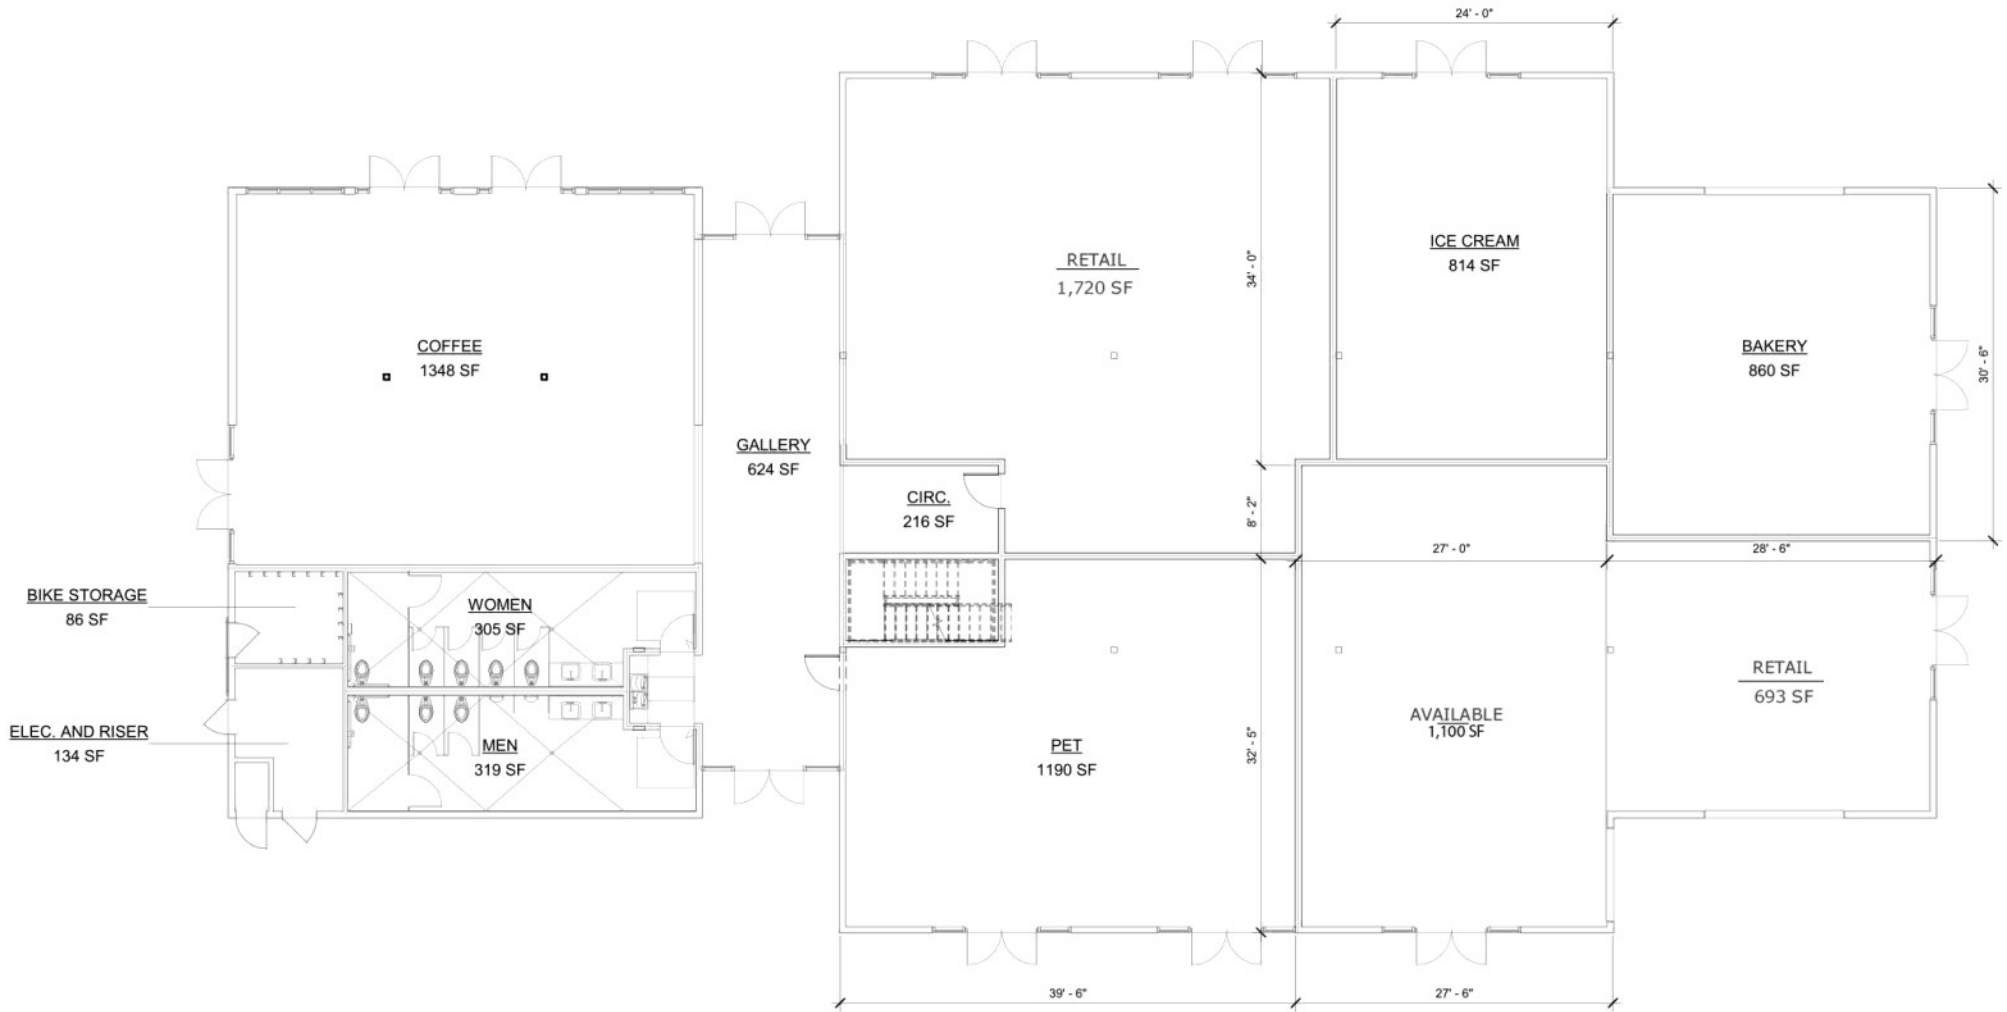 24' - 0"
ICE CREAM
814 SF
RETAIL
1,720 SF
34' - 0"
COFFEE
1348 SF
BAKERY
860 SF
30' - 6"
GALLERY
624 SF
CIRC.
216 SF
8' - 2"
27' - 0"
28' - 6"
BIKE STORAGE
86 SF
WOMEN
305 SF
RETAIL
693 SF
ELEC. AND RISER
134 SF
MEN
319 SF
PET
1190 SF
32' - 5"
AVAILABLE
1,100 SF
39' - 6"
27' - 6"